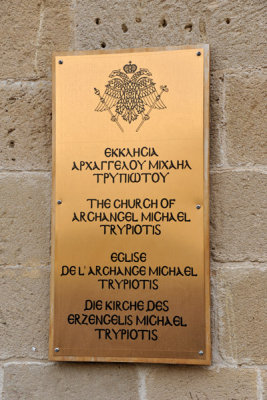 ΕΚΚΛΗCΙΑ
ΑΡΧΑΓΓΕΛΟΥ ΜΙΧΑΗΛ
ΤΡΥΠΙΩΤΟΥ
THE CHURCH OF
ARCHANGEL MICHAEL
TRYPIOTIS
EGLISE
DE L'ARCHANGE MICHAEL
TRYPIOTIS
DIE KIRCHE DES
ERZENGELIS MICHAEL
TRYPIOTIS